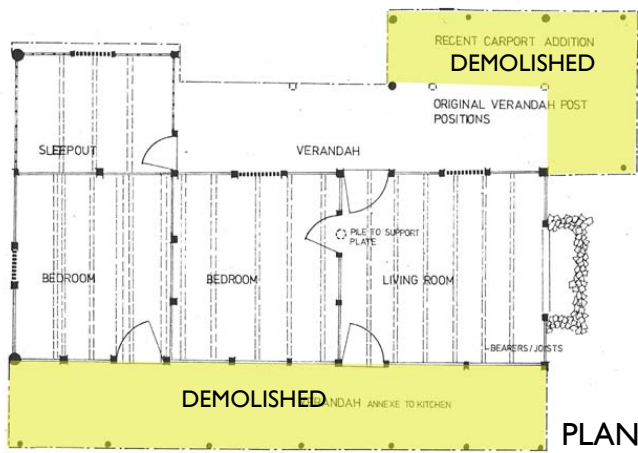 RECENT CARPORT ADDITION
DEMOLISHED
ORIGINAL VERANDAH POST
POSITIONS
SLEEPOUT
VERANDAH
PILE TO SUPPORT
PLATE
BEDROOM
BEDROOM
LIVING ROOM
BEARERS/JOISTS
DEMOLISHED
VERANDAH ANNEXE TO KITCHEN
PLAN